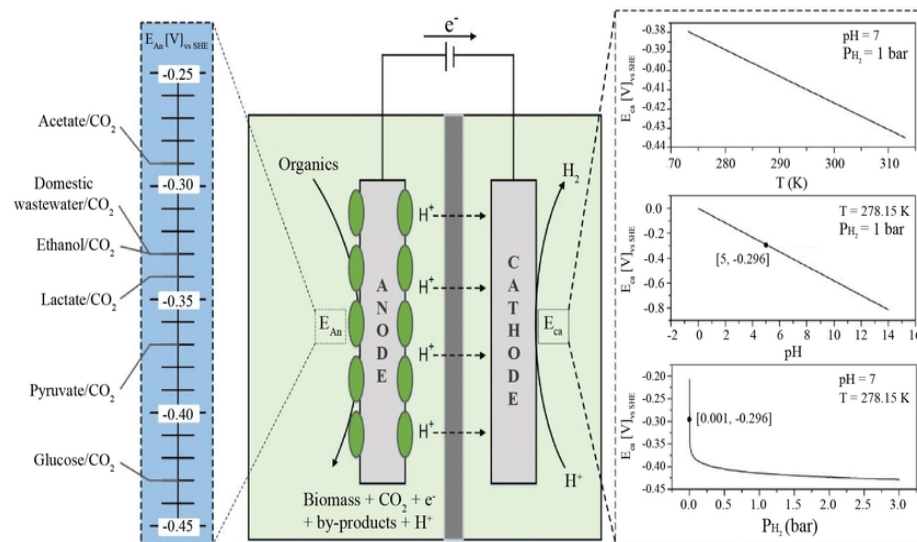 E_An [V]_vs SHE
-0.25
-0.30
-0.35
-0.40
-0.45
Acetate/CO₂
Domestic
wastewater/CO₂
Ethanol/CO₂
Lactate/CO₂
Pyruvate/CO₂
Glucose/CO₂
e⁻
Organics
E_An
ANODE
H⁺
H⁺
H⁺
H⁺
H⁺
CATHODE
H₂
E_ca
H⁺
Biomass + CO₂ + e⁻
+ by-products + H⁺
E_ca [V]_vs SHE
-0.38
-0.39
-0.40
-0.41
-0.42
-0.43
-0.44
pH = 7
P_H₂ = 1 bar
70 280 290 300 310
T (K)
E_ca [V]_vs SHE
0.0
-0.2
-0.4
-0.6
-0.8
T = 278.15 K
P_H₂ = 1 bar
[5, -0.296]
-2 0 2 4 6 8 10 12 14 16
pH
E_ca [V]_vs SHE
-0.20
-0.25
-0.30
-0.35
-0.40
-0.45
pH = 7
T = 278.15 K
[0.001, -0.296]
0.0 0.5 1.0 1.5 2.0 2.5 3.0
P_H₂ (bar)